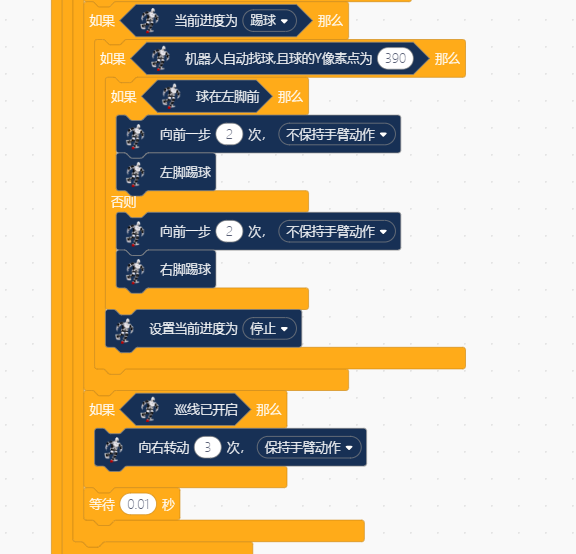 如果 当前进度为 踢球 那么
如果 机器人自动找球,且球的Y像素点为 390 那么
如果 球在左脚前 那么
向前一步 2 次, 不保持手臂动作
左脚踢球
否则
向前一步 2 次, 不保持手臂动作
右脚踢球
设置当前进度为 停止
如果 巡线已开启 那么
向右转动 3 次, 保持手臂动作
等待 0.01 秒